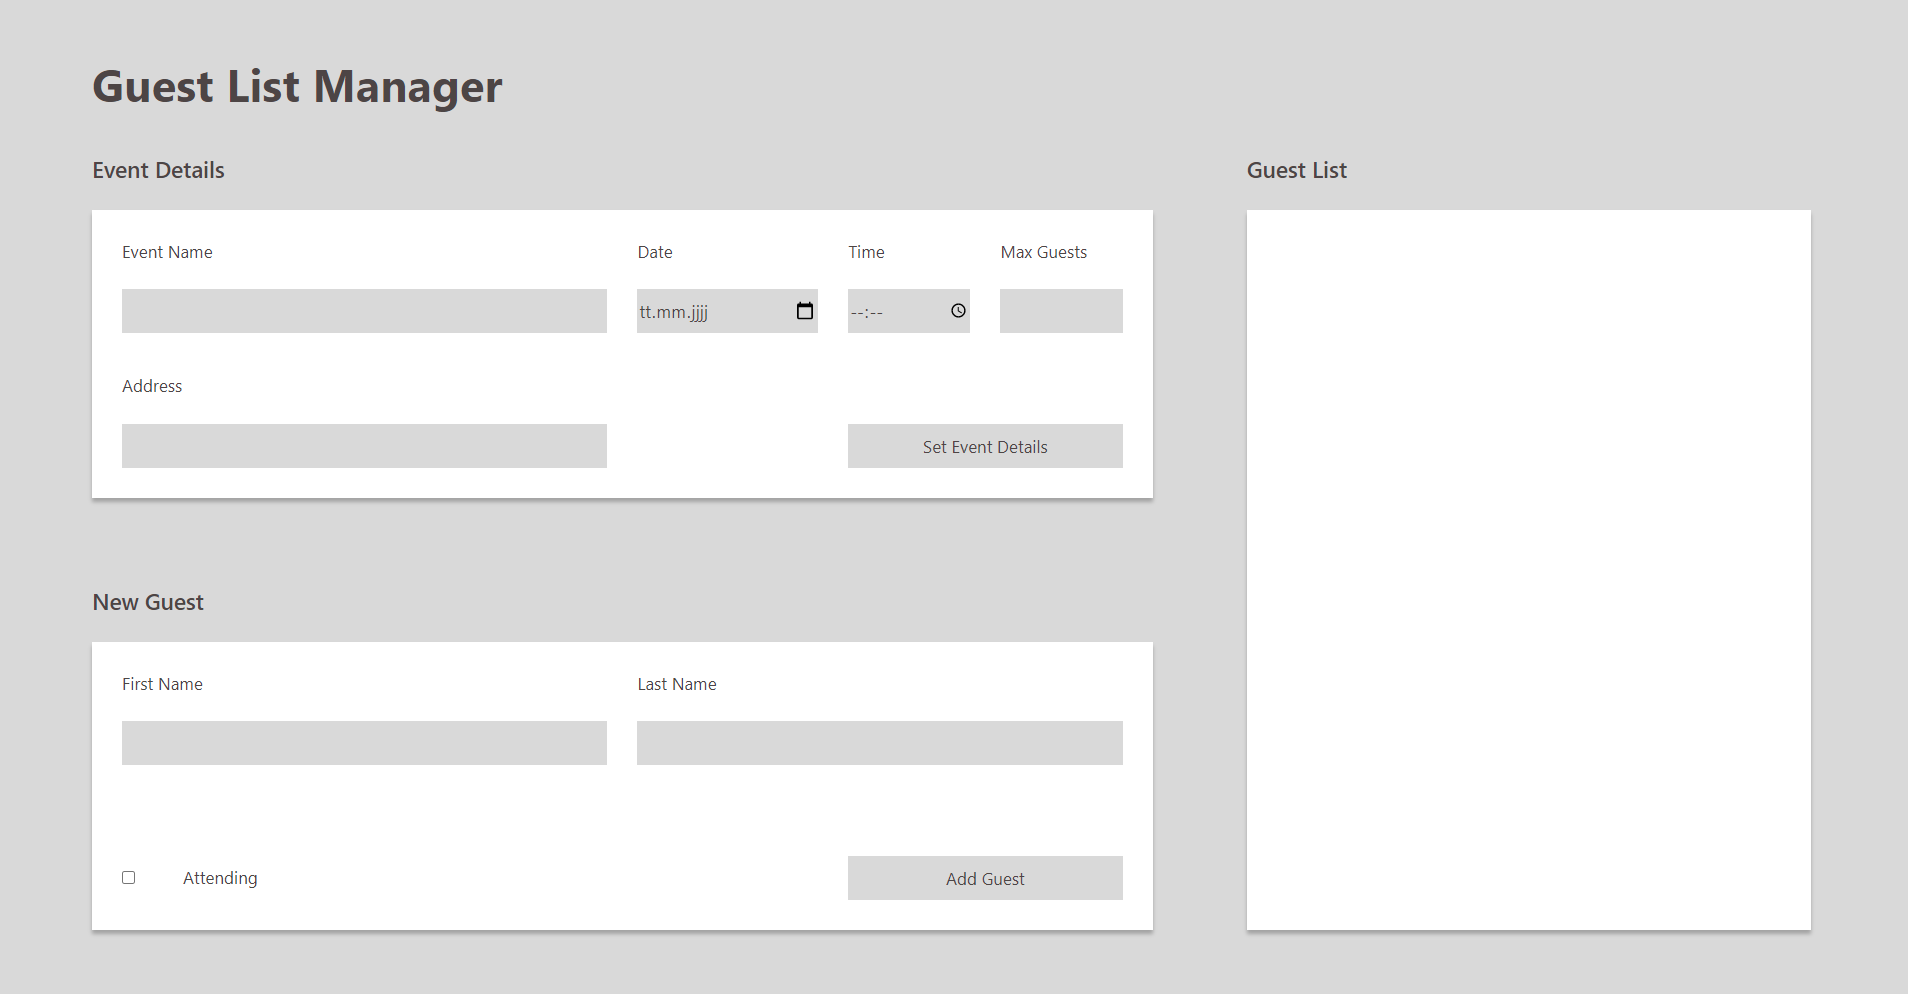 Guest List Manager
Event Details
Event Name
Date
Time
Max Guests
tt.mm.jjjj
--:--
Address
Set Event Details
New Guest
First Name
Last Name
Attending
Add Guest
Guest List